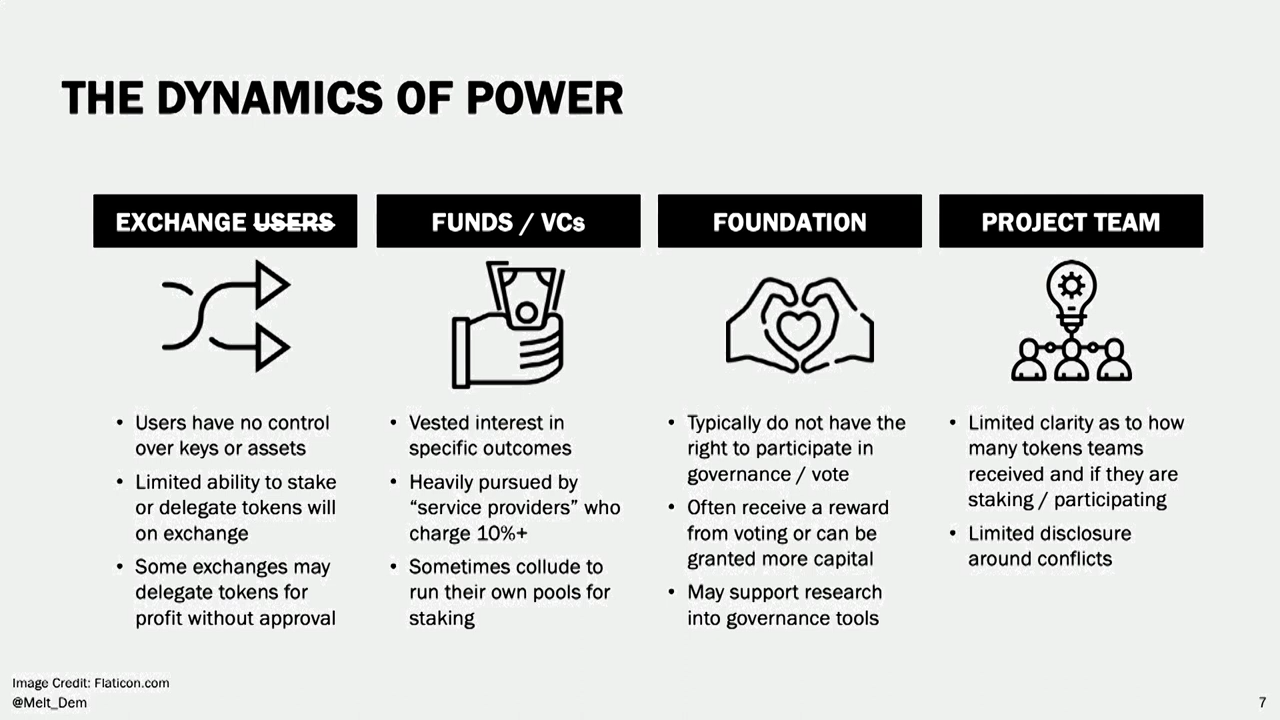 THE DYNAMICS OF POWER
EXCHANGE USERS
• Users have no control
over keys or assets
• Limited ability to stake
or delegate tokens will
on exchange
• Some exchanges may
delegate tokens for
profit without approval
FUNDS / VCs
• Vested interest in
specific outcomes
• Heavily pursued by
“service providers” who
charge 10%+
• Sometimes collude to
run their own pools for
staking
FOUNDATION
• Typically do not have the
right to participate in
governance / vote
• Often receive a reward
from voting or can be
granted more capital
• May support research
into governance tools
PROJECT TEAM
• Limited clarity as to how
many tokens teams
received and if they are
staking / participating
• Limited disclosure
around conflicts
Image Credit: Flaticon.com
@Melt_Dem
7